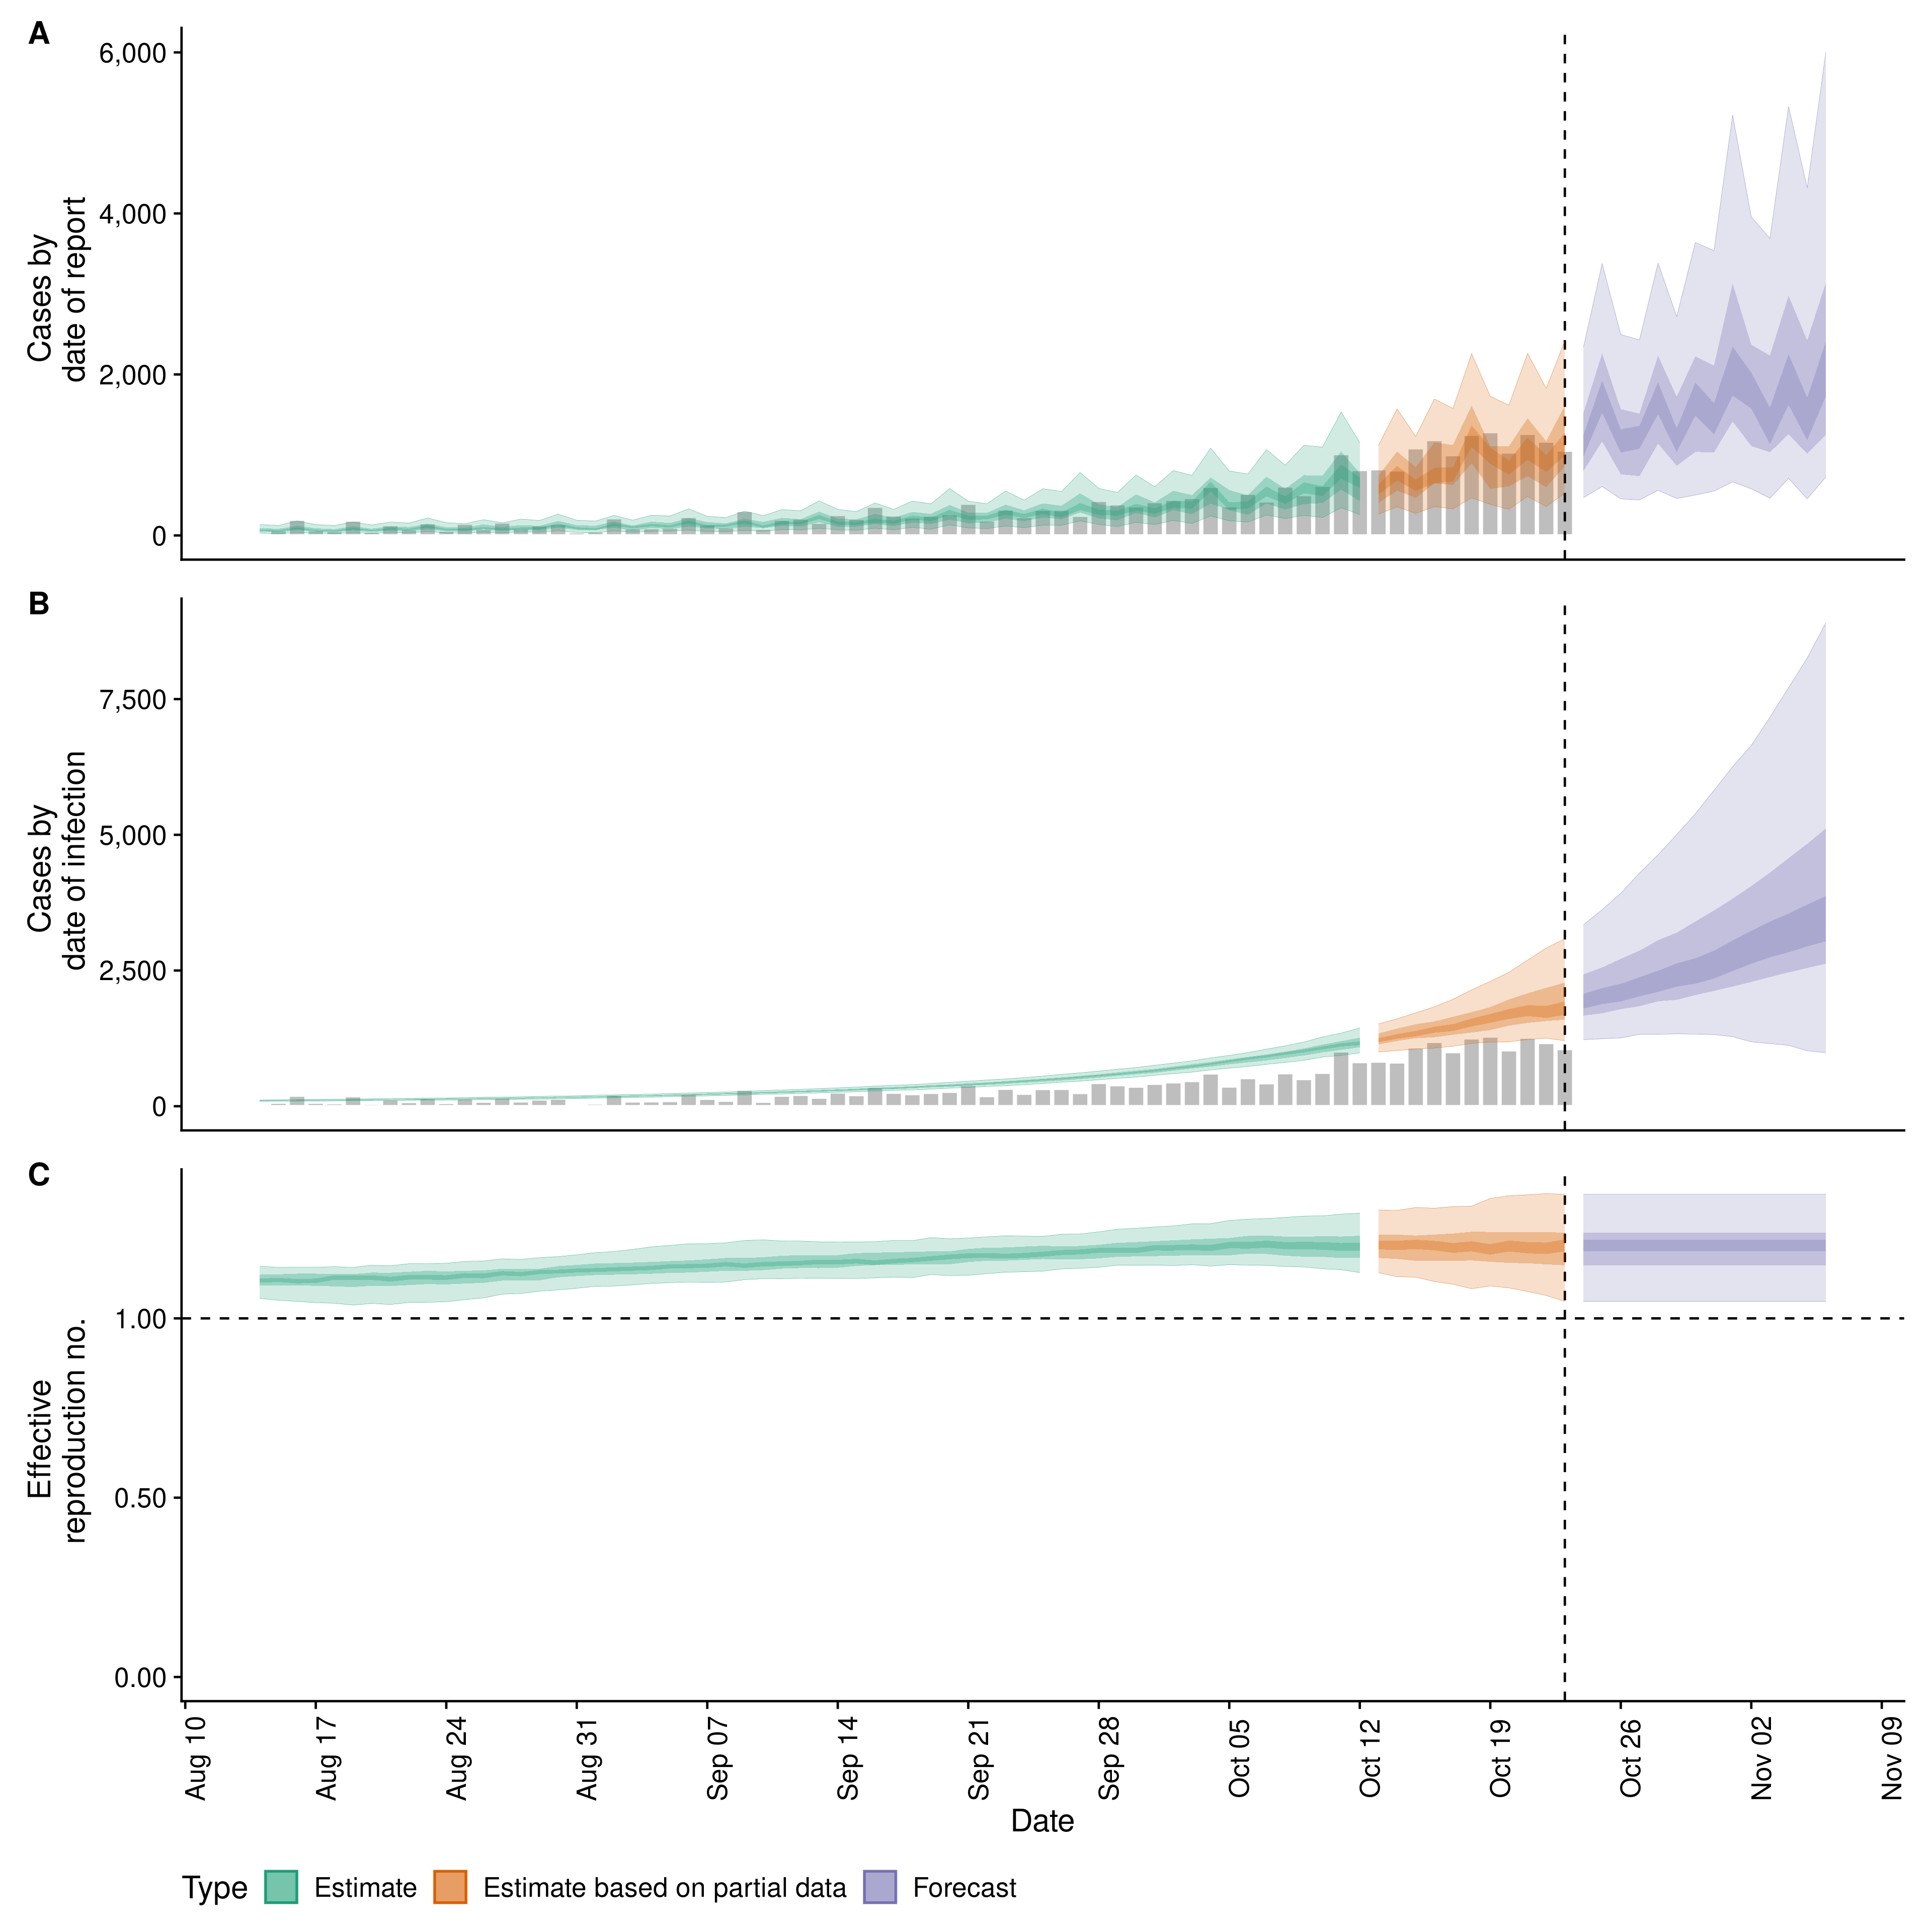 A
Cases by
date of report
6,000
4,000
2,000
0
B
Cases by
date of infection
7,500
5,000
2,500
0
C
Effective
reproduction no.
1.00
0.50
0.00
Aug 10
Aug 17
Aug 24
Aug 31
Sep 07
Sep 14
Sep 21
Sep 28
Oct 05
Oct 12
Oct 19
Oct 26
Nov 02
Nov 09
Date
Type Estimate Estimate based on partial data Forecast